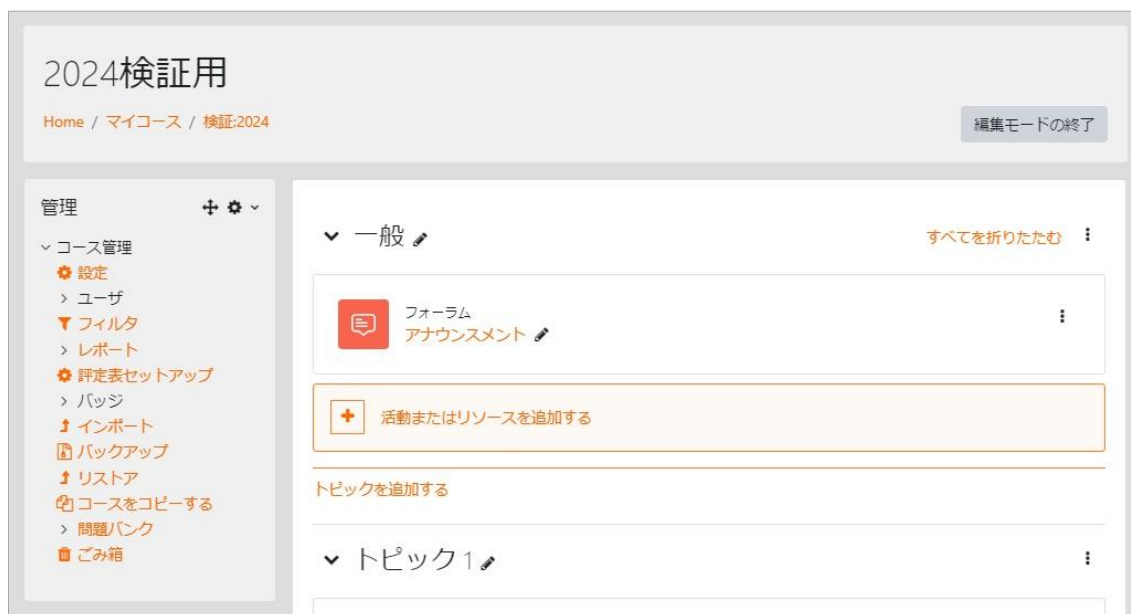 2024検証用
Home / マイコース / 検証:2024
編集モードの終了
管理
コース管理
設定
ユーザ
フィルタ
レポート
評定表セットアップ
バッジ
インポート
バックアップ
リストア
コースをコピーする
問題バンク
ごみ箱
一般
すべてを折りたたむ
フォーラム
アナウンスメント
活動またはリソースを追加する
トピックを追加する
トピック 1